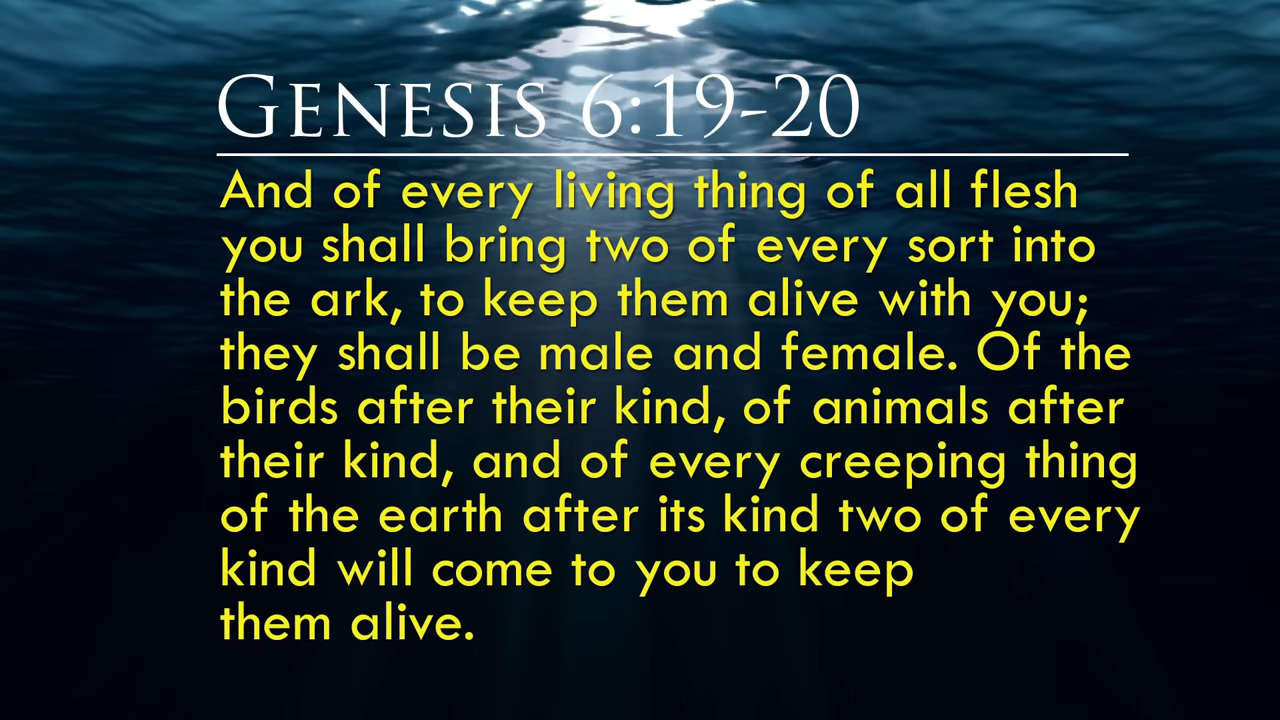 Genesis 6:19-20
And of every living thing of all flesh
you shall bring two of every sort into
the ark, to keep them alive with you;
they shall be male and female. Of the
birds after their kind, of animals after
their kind, and of every creeping thing
of the earth after its kind two of every
kind will come to you to keep
them alive.